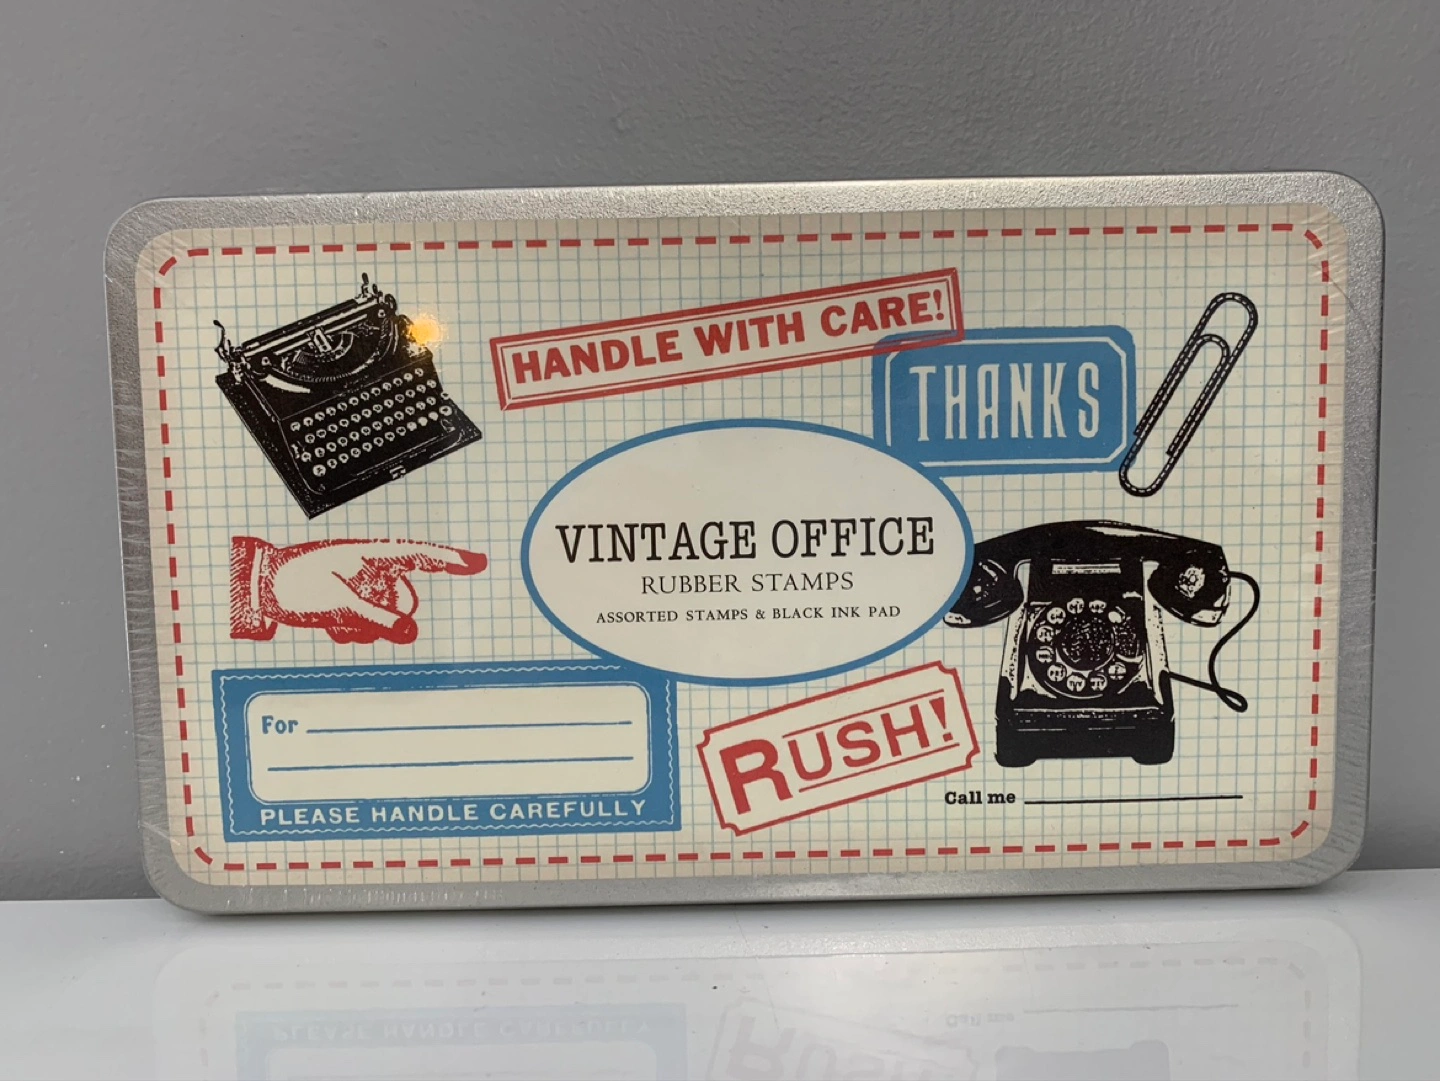 HANDLE WITH CARE!
THANKS
VINTAGE OFFICE
RUBBER STAMPS
ASSORTED STAMPS & BLACK INK PAD
For
PLEASE HANDLE CAREFULLY
RUSH!
Call me